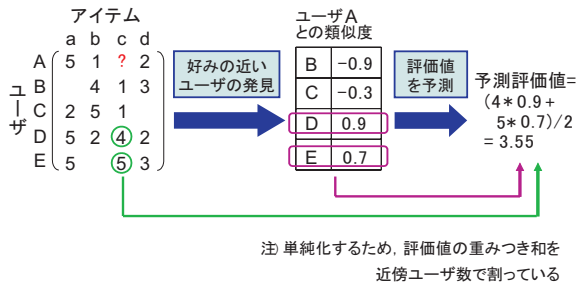 アイテム
a b c d
ユーザ
A 5 1 ? 2
B 4 1 3
C 2 5 1
D 5 2 4 2
E 5 5 3
好みの近い
ユーザの発見
ユーザA
との類似度
B -0.9
C -0.3
D 0.9
E 0.7
評価値
を予測
予測評価値=
(4*0.9+
5*0.7)/2
= 3.55
注) 単純化するため, 評価値の重みつき和を
近傍ユーザ数で割っている